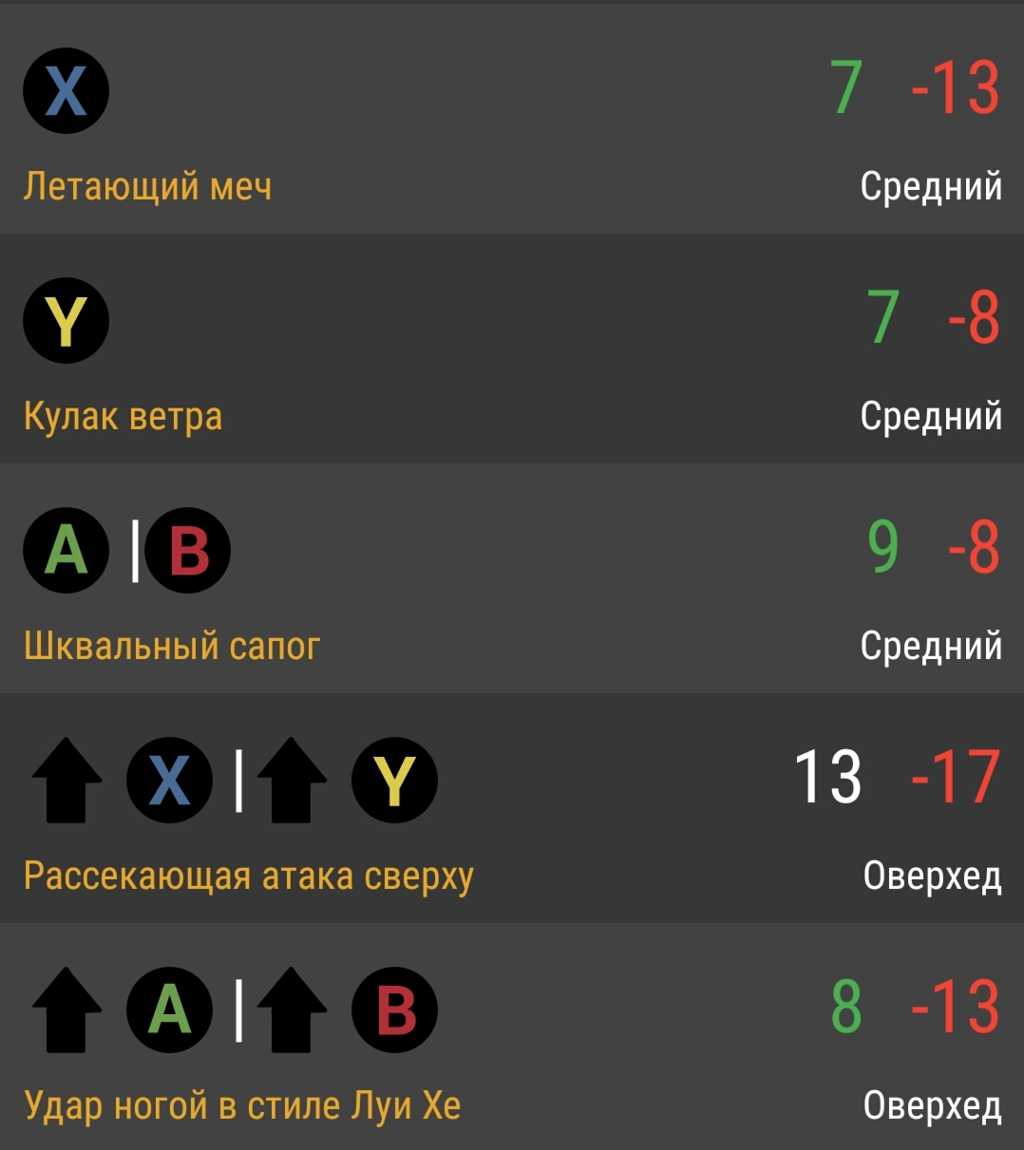 X 7 -13
Летающий меч Средний
Y 7 -8
Кулак ветра Средний
A | B 9 -8
Шквальный сапог Средний
X | Y 13 -17
Рассекающая атака сверху Оверхед
A | B 8 -13
Удар ногой в стиле Луи Хе Оверхед